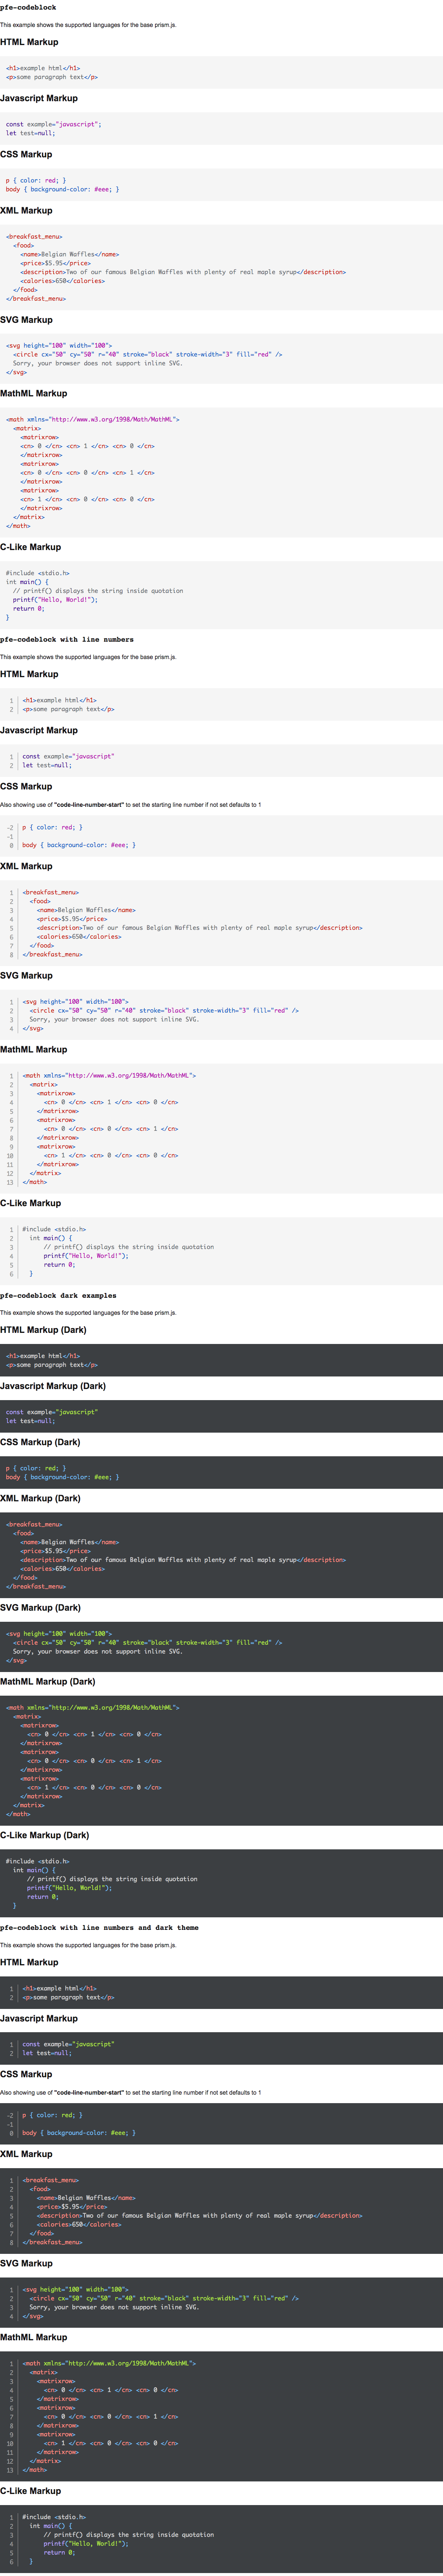 pfe-codeblock
This example shows the supported languages for the base prism.js.
HTML Markup
<h1>example html</h1>
<p>some paragraph text</p>
Javascript Markup
const example="javascript";
let test=null;
CSS Markup
p { color: red; }
body { background-color: #eee; }
XML Markup
<breakfast_menu>
<food>
<name>Belgian Waffles</name>
<price>$5.95</price>
<description>Two of our famous Belgian Waffles with plenty of real maple syrup</description>
<calories>650</calories>
</food>
</breakfast_menu>
SVG Markup
<svg height="100" width="100">
<circle cx="50" cy="50" r="40" stroke="black" stroke-width="3" fill="red" />
Sorry, your browser does not support inline SVG.
</svg>
MathML Markup
<math xmlns="http://www.w3.org/1998/Math/MathML">
<matrix>
<matrixrow>
<cn> 0 </cn> <cn> 1 </cn> <cn> 0 </cn>
</matrixrow>
<matrixrow>
<cn> 0 </cn> <cn> 0 </cn> <cn> 1 </cn>
</matrixrow>
<matrixrow>
<cn> 1 </cn> <cn> 0 </cn> <cn> 0 </cn>
</matrixrow>
</matrix>
</math>
C-Like Markup
#include <stdio.h>
int main() {
// printf() displays the string inside quotation
printf("Hello, World!");
return 0;
}
pfe-codeblock with line numbers
This example shows the supported languages for the base prism.js.
HTML Markup
1 <h1>example html</h1>
2 <p>some paragraph text</p>
Javascript Markup
1 const example="javascript"
2 let test=null;
CSS Markup
Also showing use of "code-line-number-start" to set the starting line number if not set defaults to 1
-2 p { color: red; }
-1
0 body { background-color: #eee; }
XML Markup
1 <breakfast_menu>
2 <food>
3 <name>Belgian Waffles</name>
4 <price>$5.95</price>
5 <description>Two of our famous Belgian Waffles with plenty of real maple syrup</description>
6 <calories>650</calories>
7 </food>
8 </breakfast_menu>
SVG Markup
1 <svg height="100" width="100">
2 <circle cx="50" cy="50" r="40" stroke="black" stroke-width="3" fill="red" />
3 Sorry, your browser does not support inline SVG.
4 </svg>
MathML Markup
1 <math xmlns="http://www.w3.org/1998/Math/MathML">
2 <matrix>
3 <matrixrow>
4 <cn> 0 </cn> <cn> 1 </cn> <cn> 0 </cn>
5 </matrixrow>
6 <matrixrow>
7 <cn> 0 </cn> <cn> 0 </cn> <cn> 1 </cn>
8 </matrixrow>
9 <matrixrow>
10 <cn> 1 </cn> <cn> 0 </cn> <cn> 0 </cn>
11 </matrixrow>
12 </matrix>
13 </math>
C-Like Markup
1 #include <stdio.h>
2 int main() {
3 // printf() displays the string inside quotation
4 printf("Hello, World!");
5 return 0;
6 }
pfe-codeblock dark examples
This example shows the supported languages for the base prism.js.
HTML Markup (Dark)
<h1>example html</h1>
<p>some paragraph text</p>
Javascript Markup (Dark)
const example="javascript"
let test=null;
CSS Markup (Dark)
p { color: red; }
body { background-color: #eee; }
XML Markup (Dark)
<breakfast_menu>
<food>
<name>Belgian Waffles</name>
<price>$5.95</price>
<description>Two of our famous Belgian Waffles with plenty of real maple syrup</description>
<calories>650</calories>
</food>
</breakfast_menu>
SVG Markup (Dark)
<svg height="100" width="100">
<circle cx="50" cy="50" r="40" stroke="black" stroke-width="3" fill="red" />
Sorry, your browser does not support inline SVG.
</svg>
MathML Markup (Dark)
<math xmlns="http://www.w3.org/1998/Math/MathML">
<matrix>
<matrixrow>
<cn> 0 </cn> <cn> 1 </cn> <cn> 0 </cn>
</matrixrow>
<matrixrow>
<cn> 0 </cn> <cn> 0 </cn> <cn> 1 </cn>
</matrixrow>
<matrixrow>
<cn> 1 </cn> <cn> 0 </cn> <cn> 0 </cn>
</matrixrow>
</matrix>
</math>
C-Like Markup (Dark)
#include <stdio.h>
int main() {
// printf() displays the string inside quotation
printf("Hello, World!");
return 0;
}
pfe-codeblock with line numbers and dark theme
This example shows the supported languages for the base prism.js.
HTML Markup
1 <h1>example html</h1>
2 <p>some paragraph text</p>
Javascript Markup
1 const example="javascript"
2 let test=null;
CSS Markup
Also showing use of "code-line-number-start" to set the starting line number if not set defaults to 1
-2 p { color: red; }
-1
0 body { background-color: #eee; }
XML Markup
1 <breakfast_menu>
2 <food>
3 <name>Belgian Waffles</name>
4 <price>$5.95</price>
5 <description>Two of our famous Belgian Waffles with plenty of real maple syrup</description>
6 <calories>650</calories>
7 </food>
8 </breakfast_menu>
SVG Markup
1 <svg height="100" width="100">
2 <circle cx="50" cy="50" r="40" stroke="black" stroke-width="3" fill="red" />
3 Sorry, your browser does not support inline SVG.
4 </svg>
MathML Markup
1 <math xmlns="http://www.w3.org/1998/Math/MathML">
2 <matrix>
3 <matrixrow>
4 <cn> 0 </cn> <cn> 1 </cn> <cn> 0 </cn>
5 </matrixrow>
6 <matrixrow>
7 <cn> 0 </cn> <cn> 0 </cn> <cn> 1 </cn>
8 </matrixrow>
9 <matrixrow>
10 <cn> 1 </cn> <cn> 0 </cn> <cn> 0 </cn>
11 </matrixrow>
12 </matrix>
13 </math>
C-Like Markup
1 #include <stdio.h>
2 int main() {
3 // printf() displays the string inside quotation
4 printf("Hello, World!");
5 return 0;
6 }